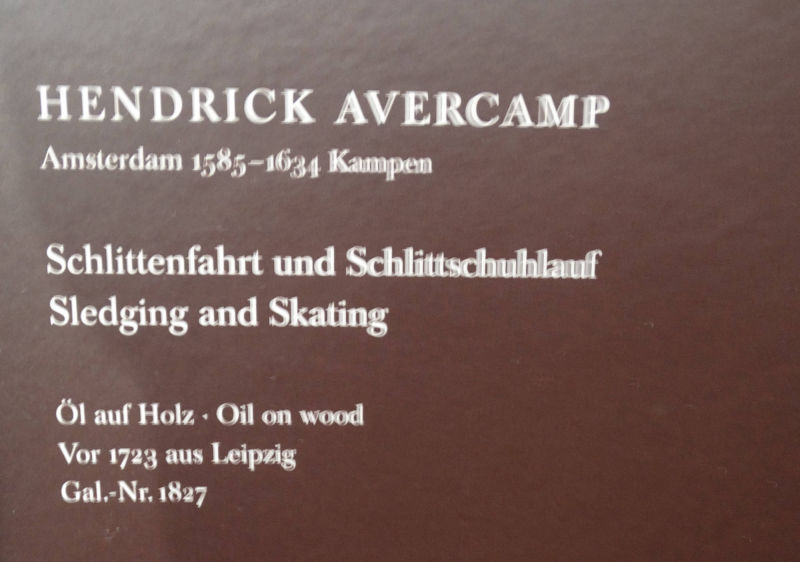 HENDRICK AVERCAMP
Amsterdam 1585–1634 Kampen
Schlittenfahrt und Schlittschuhlauf
Sledging and Skating
Öl auf Holz · Oil on wood
Vor 1723 aus Leipzig
Gal.-Nr. 1827